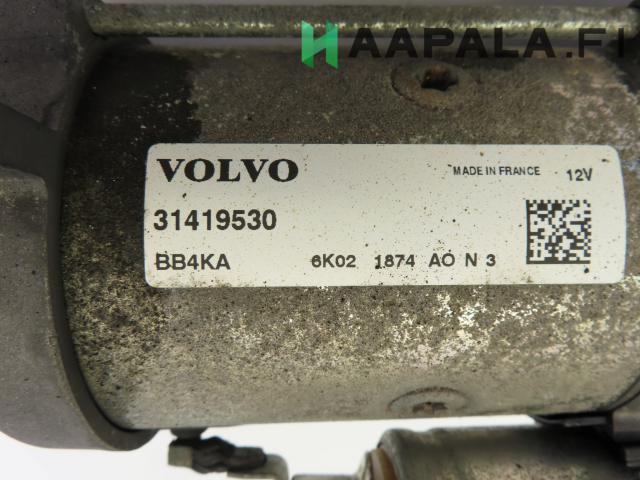 HAAPALA.FI
VOLVO
MADE IN FRANCE 12V
31419530
BB4KA 6K02 1874 AO N 3